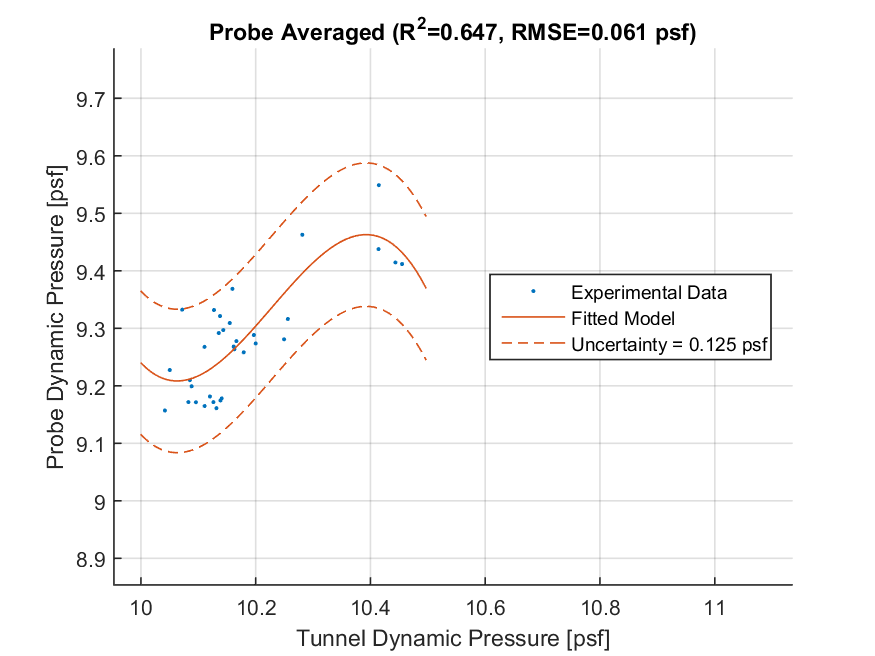 Probe Averaged (R²=0.647, RMSE=0.061 psf)
Probe Dynamic Pressure [psf]
9.7
9.6
9.5
9.4
9.3
9.2
9.1
9
8.9
Experimental Data
Fitted Model
Uncertainty = 0.125 psf
10 10.2 10.4 10.6 10.8 11
Tunnel Dynamic Pressure [psf]